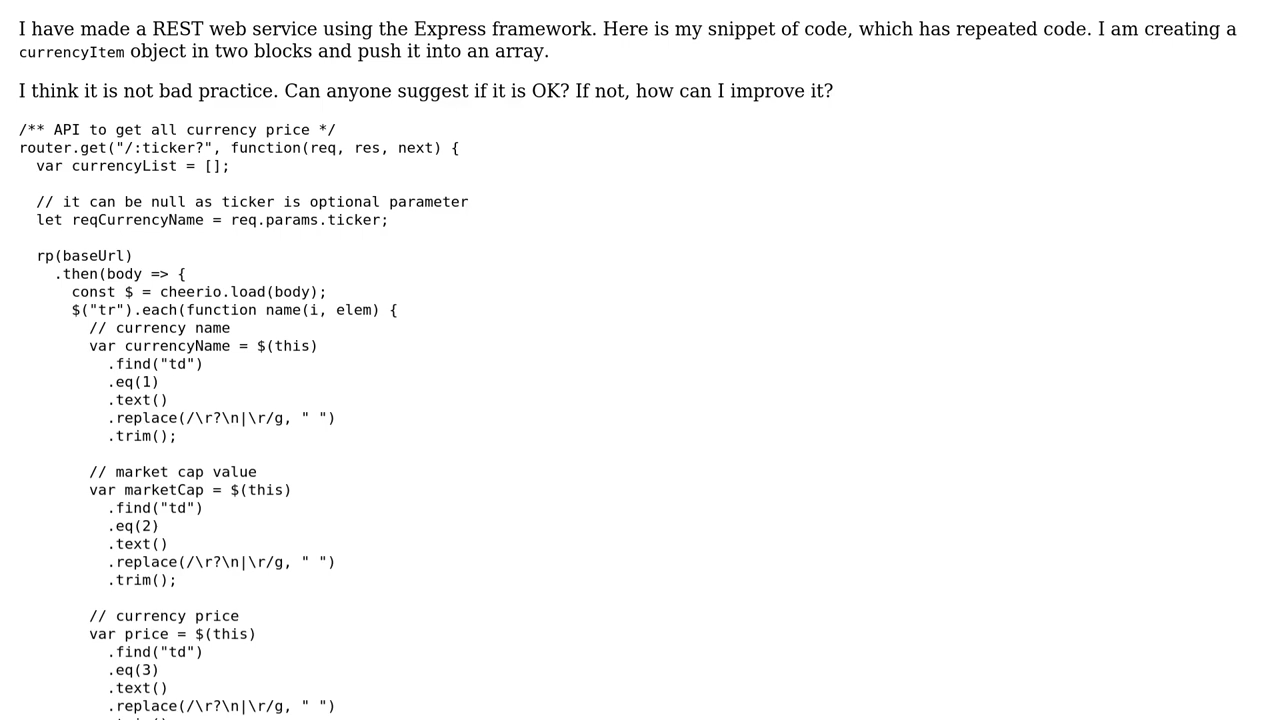 I have made a REST web service using the Express framework. Here is my snippet of code, which has repeated code. I am creating a
currencyItem object in two blocks and push it into an array.
I think it is not bad practice. Can anyone suggest if it is OK? If not, how can I improve it?
/** API to get all currency price */
router.get("/:ticker?", function(req, res, next) {
  var currencyList = [];
  // it can be null as ticker is optional parameter
  let reqCurrencyName = req.params.ticker;
  rp(baseUrl)
    .then(body => {
      const $ = cheerio.load(body);
      $("tr").each(function name(i, elem) {
        // currency name
        var currencyName = $(this)
          .find("td")
          .eq(1)
          .text()
          .replace(/\r?\n|\r/g, " ")
          .trim();
        // market cap value
        var marketCap = $(this)
          .find("td")
          .eq(2)
          .text()
          .replace(/\r?\n|\r/g, " ")
          .trim();
        // currency price
        var price = $(this)
          .find("td")
          .eq(3)
          .text()
          .replace(/\r?\n|\r/g, " ")